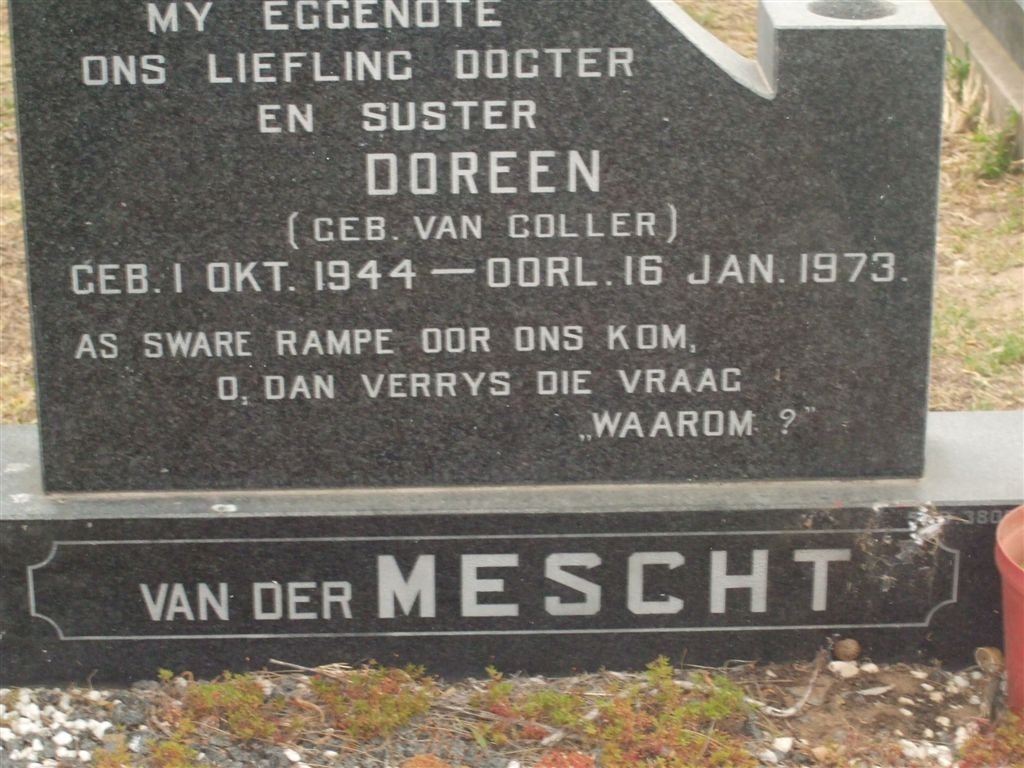 MY EGGENOTE
ONS LIEFLING DOGTER
EN SUSTER
DOREEN
(GEB. VAN COLLER)
GEB. 1 OKT. 1944 — OORL. 16 JAN. 1973.
AS SWARE RAMPE OOR ONS KOM,
O, DAN VERRYS DIE VRAAG
„WAAROM ?"
VAN DER MESCHT